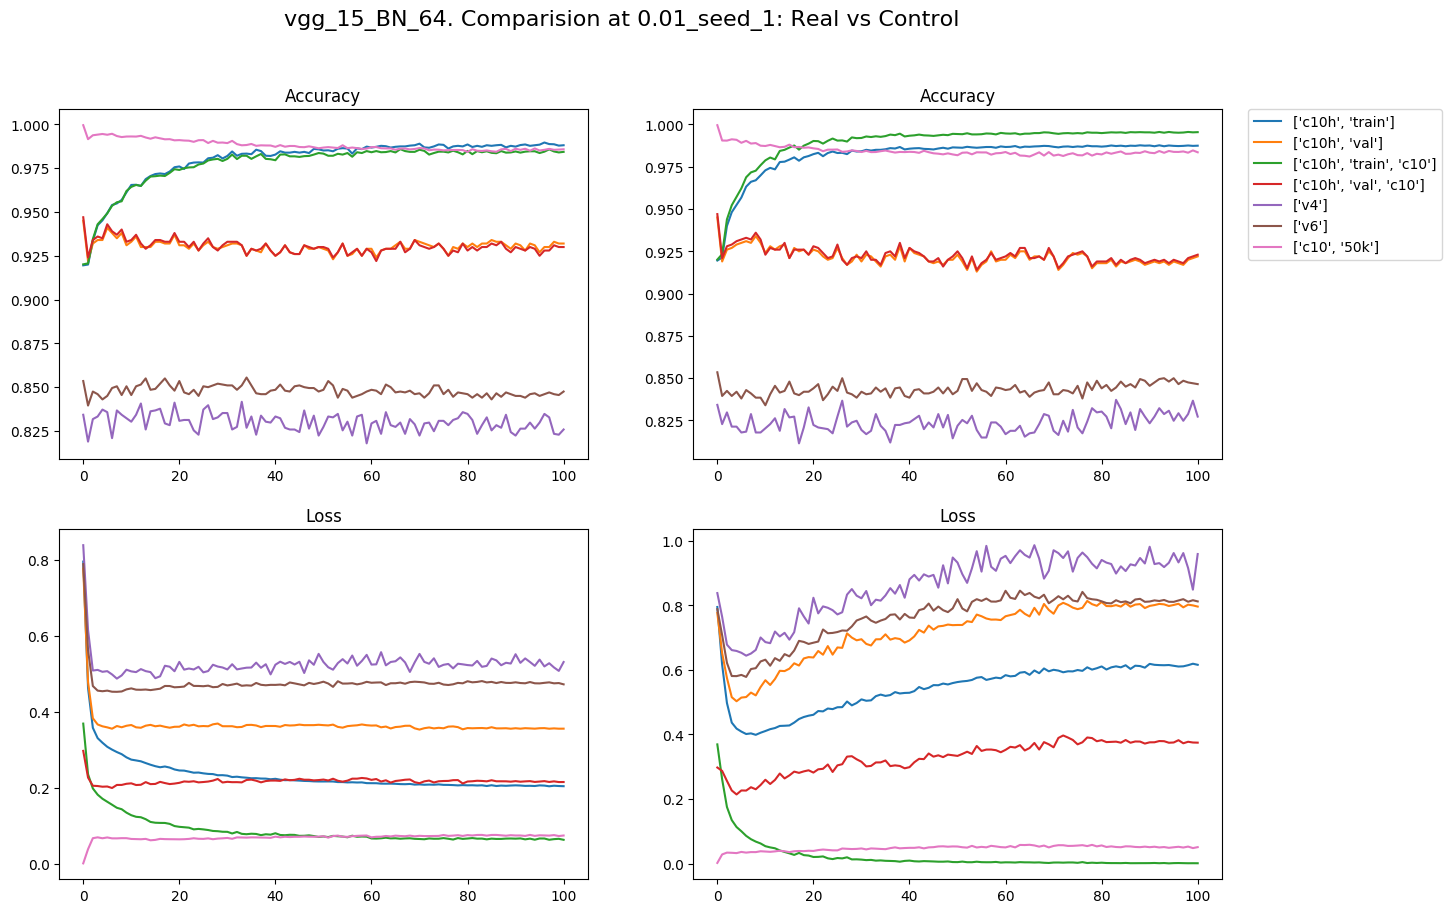 vgg_15_BN_64. Comparision at 0.01_seed_1: Real vs Control
Accuracy
1.000
0.975
0.950
0.925
0.900
0.875
0.850
0.825
0 20 40 60 80 100
Accuracy
1.000
0.975
0.950
0.925
0.900
0.875
0.850
0.825
0 20 40 60 80 100
['c10h', 'train']
['c10h', 'val']
['c10h', 'train', 'c10']
['c10h', 'val', 'c10']
['v4']
['v6']
['c10', '50k']
Loss
0.8
0.6
0.4
0.2
0.0
0 20 40 60 80 100
Loss
1.0
0.8
0.6
0.4
0.2
0.0
0 20 40 60 80 100